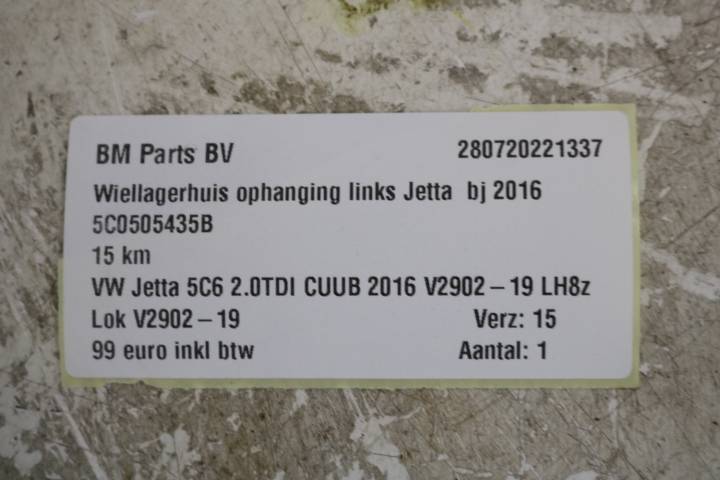 BM Parts BV 280720221337
Wiellagerhuis ophanging links Jetta bj 2016
5C0505435B
15 km
VW Jetta 5C6 2.0TDI CUUB 2016 V2902-19 LH8z
Lok V2902-19 Verz: 15
99 euro inkl btw Aantal: 1